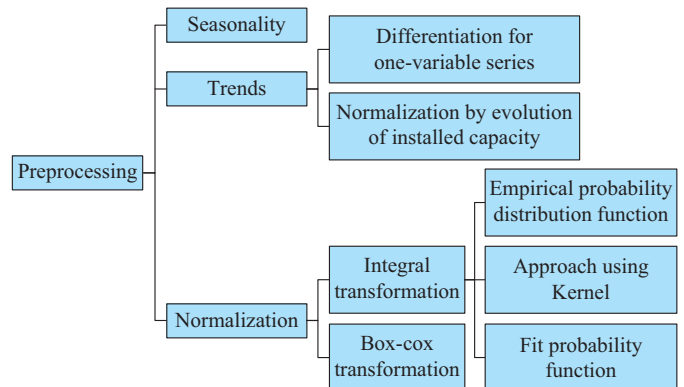 Seasonality
Differentiation for
one-variable series
Trends
Normalization by evolution
of installed capacity
Preprocessing
Empirical probability
distribution function
Integral
transformation
Approach using
Kernel
Normalization
Box-cox
transformation
Fit probability
function